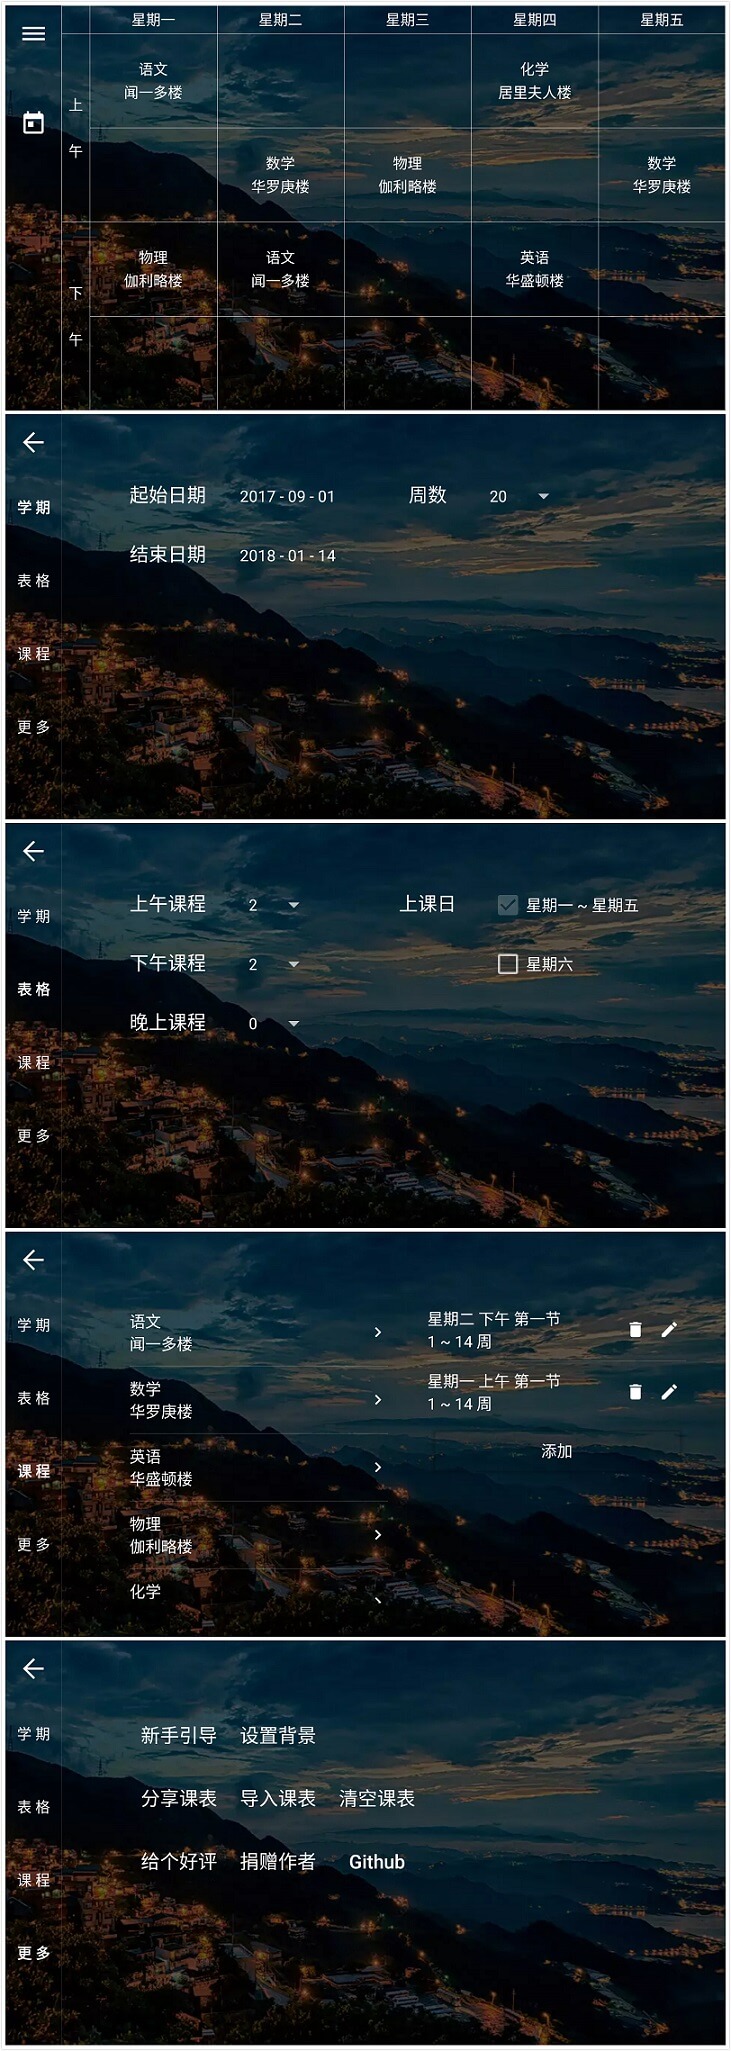 星期一 星期二 星期三 星期四 星期五
上午
语文 化学
闻一多楼 居里夫人楼
数学 物理 数学
华罗庚楼 伽利略楼 华罗庚楼
下午
物理 语文 英语
伽利略楼 闻一多楼 华盛顿楼
学期
表格
课程
更多
起始日期 2017 - 09 - 01 周数 20
结束日期 2018 - 01 - 14
学期
表格
课程
更多
上午课程 2 上课日 星期一 ~ 星期五
下午课程 2 星期六
晚上课程 0
学期
表格
课程
更多
语文
闻一多楼
数学
华罗庚楼
英语
华盛顿楼
物理
伽利略楼
化学
星期二 下午 第一节
1 ~ 14 周
星期一 上午 第一节
1 ~ 14 周
添加
学期
表格
课程
更多
新手引导 设置背景
分享课表 导入课表 清空课表
给个好评 捐赠作者 Github